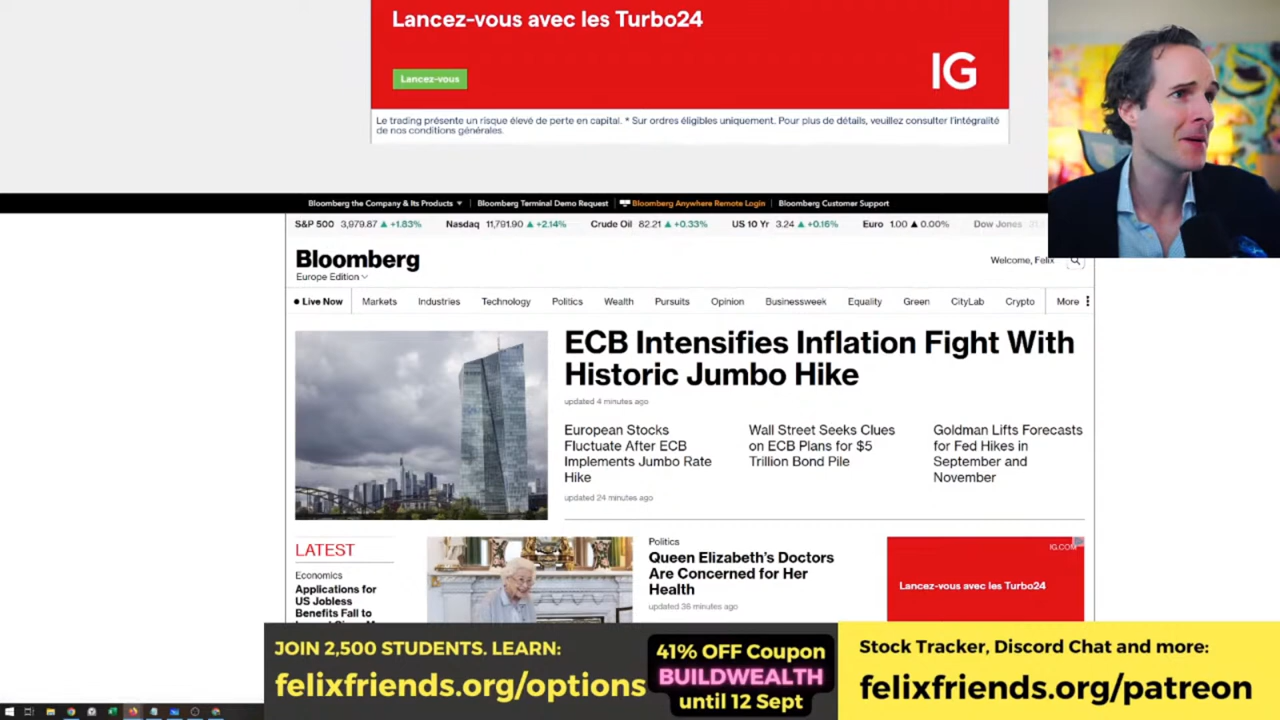 Lancez-vous avec les Turbo24
Lancez-vous
IG
Le trading présente un risque élevé de perte en capital. * Sur ordres éligibles uniquement. Pour plus de détails, veuillez consulter l'intégralité
de nos conditions générales.
Bloomberg the Company & Its Products ▼ Bloomberg Terminal Demo Request Bloomberg Anywhere Remote Login Bloomberg Customer Support
S&P 500 3,979.87 ▲ +1.83% Nasdaq 11,791.90 ▲ +2.14% Crude Oil 82.21 ▲ +0.33% US 10 Yr 3.24 ▲ +0.16% Euro 1.00 ▲ 0.00% Dow Jones
Bloomberg
Europe Edition
Welcome, Felix
Live Now Markets Industries Technology Politics Wealth Pursuits Opinion Businessweek Equality Green CityLab Crypto More
ECB Intensifies Inflation Fight With
Historic Jumbo Hike
updated 4 minutes ago
European Stocks
Fluctuate After ECB
Implements Jumbo Rate
Hike
updated 24 minutes ago
Wall Street Seeks Clues
on ECB Plans for $5
Trillion Bond Pile
Goldman Lifts Forecasts
for Fed Hikes in
September and
November
LATEST
Economics
Applications for
US Jobless
Benefits Fall to
Politics
Queen Elizabeth's Doctors
Are Concerned for Her
Health
updated 36 minutes ago
IG.COM
Lancez-vous avec les Turbo24
JOIN 2,500 STUDENTS. LEARN:
felixfriends.org/options
41% OFF Coupon
BUILDWEALTH
until 12 Sept
Stock Tracker, Discord Chat and more:
felixfriends.org/patreon